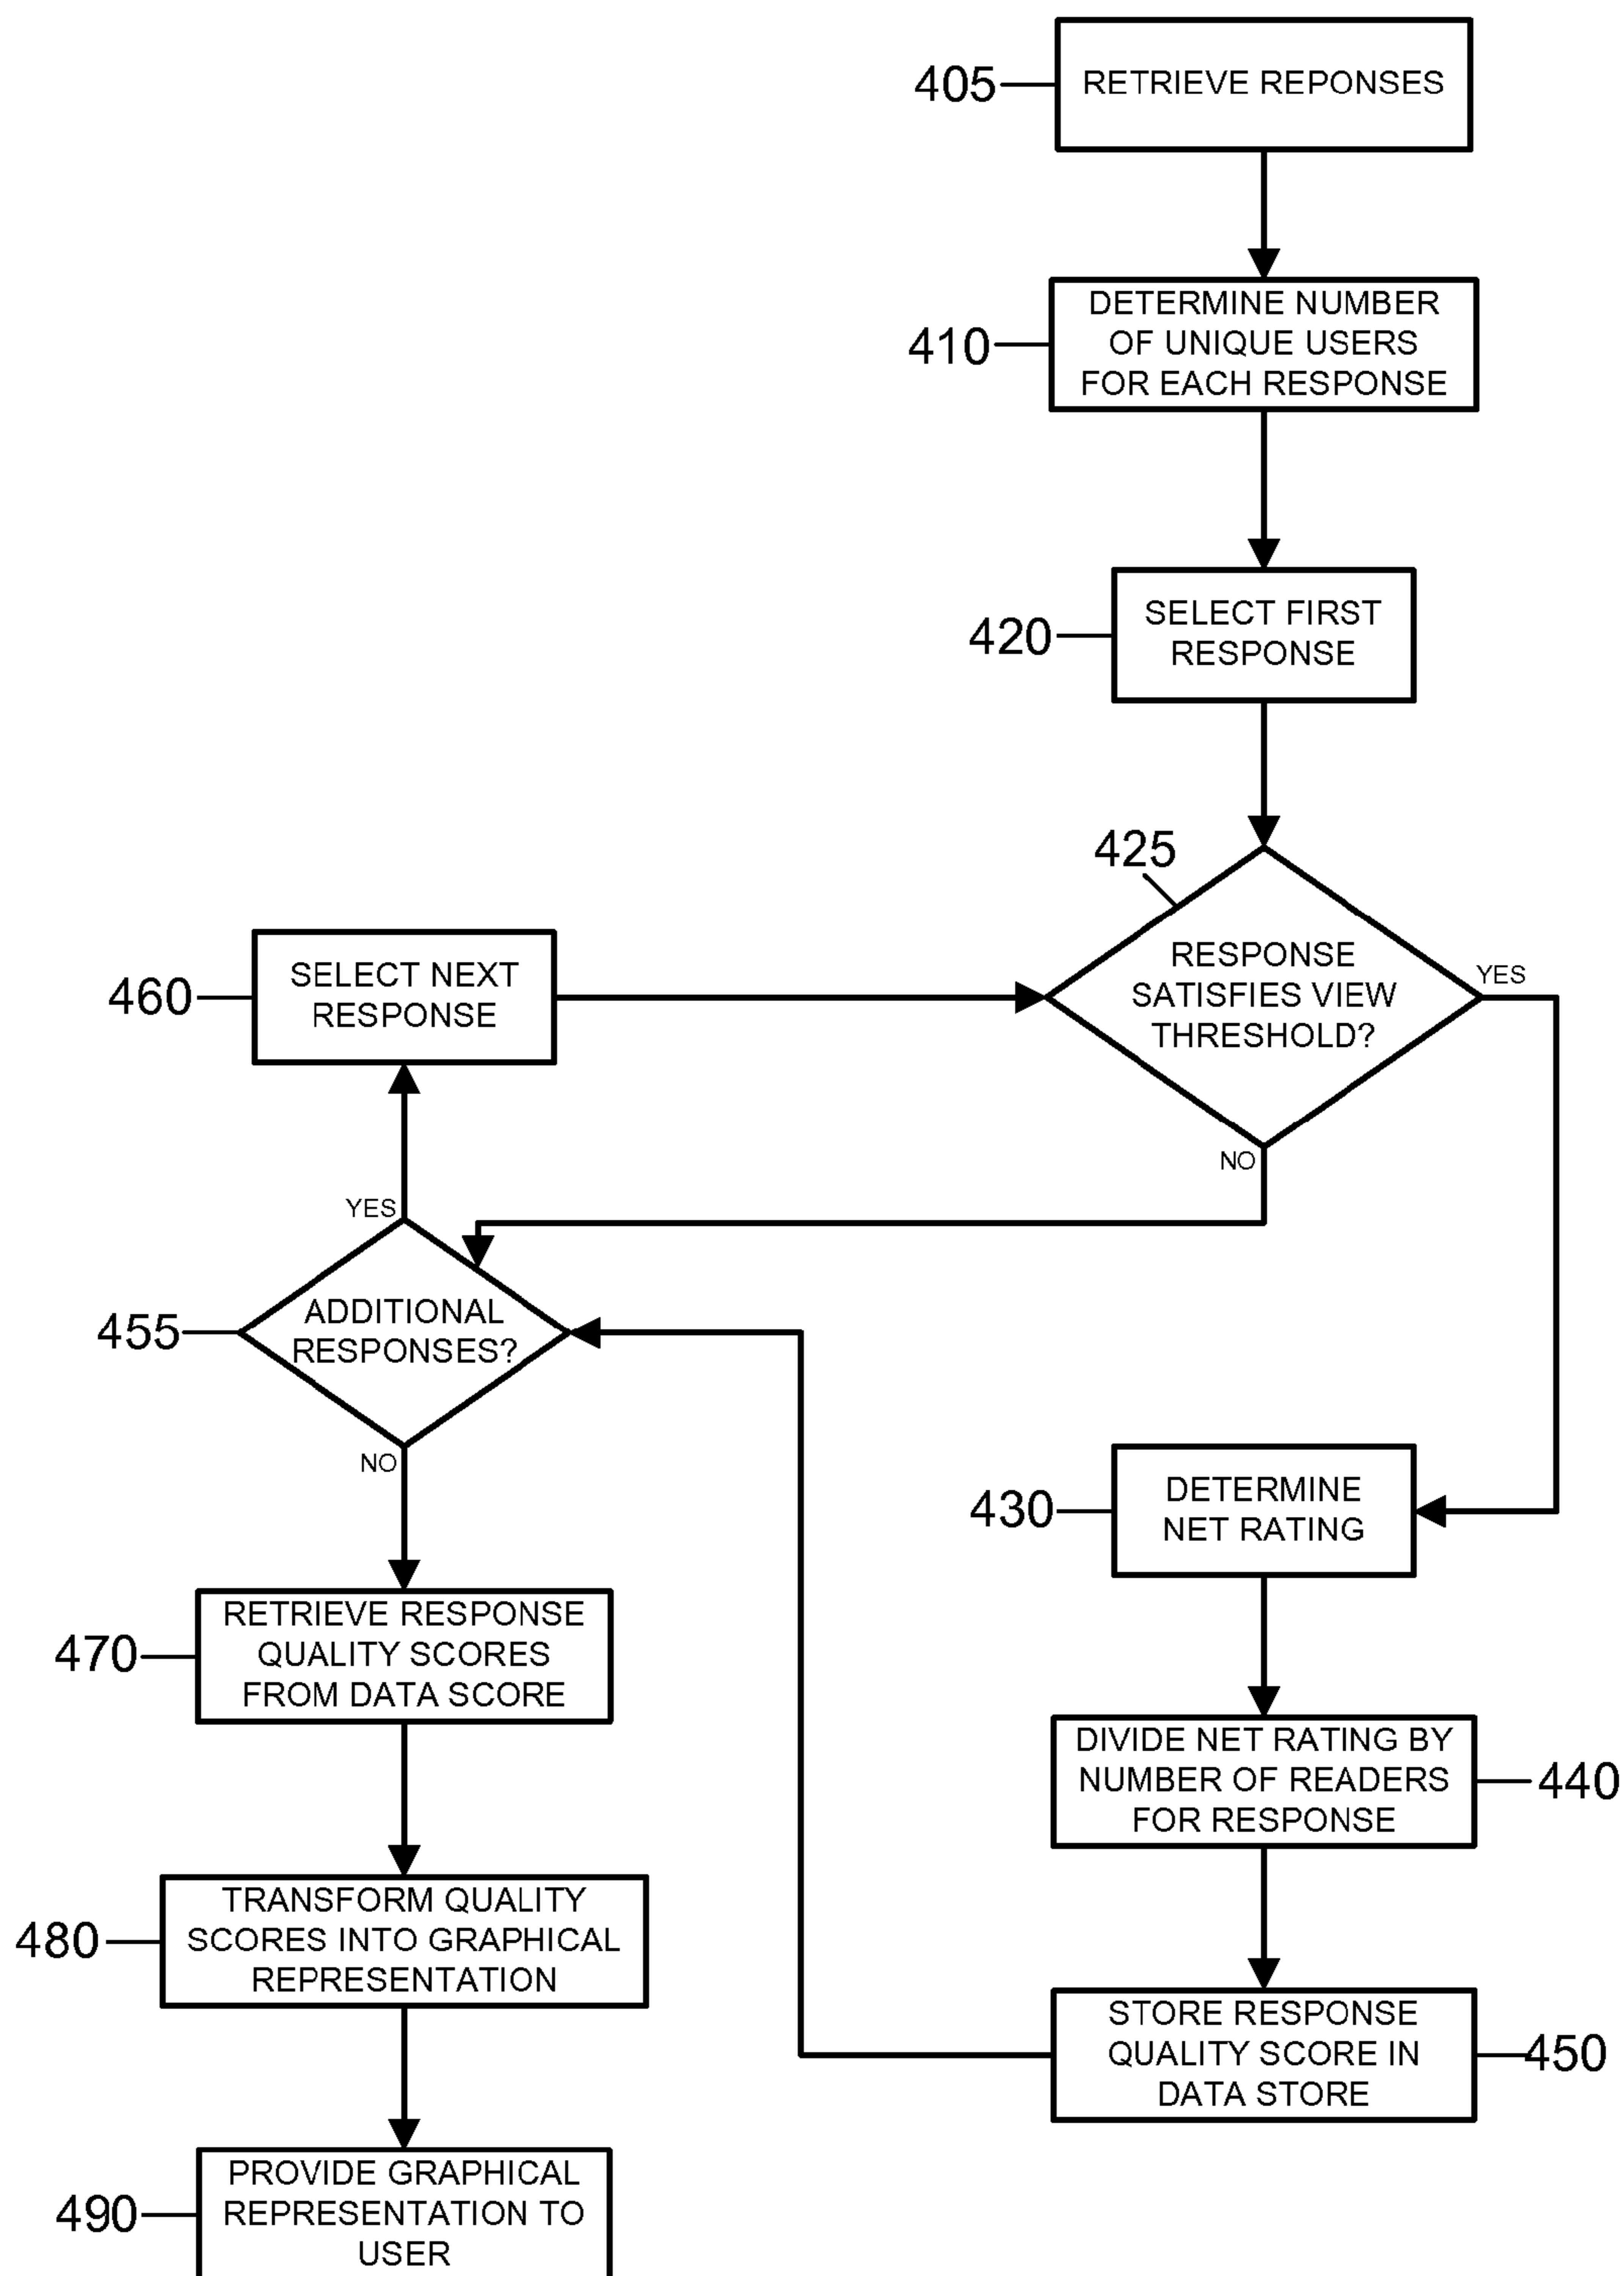 405
RETRIEVE REPONSES
410
DETERMINE NUMBER
OF UNIQUE USERS
FOR EACH RESPONSE
420
SELECT FIRST
RESPONSE
425
RESPONSE
SATISFIES VIEW
THRESHOLD?
YES
NO
460
SELECT NEXT
RESPONSE
YES
455
ADDITIONAL
RESPONSES?
NO
430
DETERMINE
NET RATING
440
DIVIDE NET RATING BY
NUMBER OF READERS
FOR RESPONSE
450
STORE RESPONSE
QUALITY SCORE IN
DATA STORE
470
RETRIEVE RESPONSE
QUALITY SCORES
FROM DATA SCORE
480
TRANSFORM QUALITY
SCORES INTO GRAPHICAL
REPRESENTATION
490
PROVIDE GRAPHICAL
REPRESENTATION TO
USER